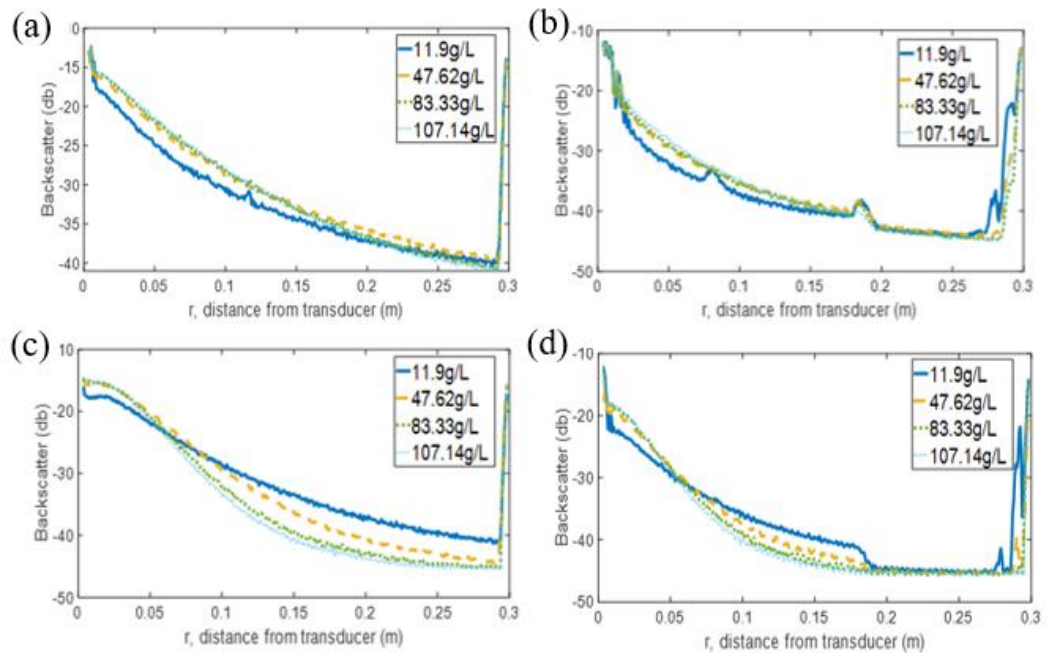 (a)
-0
-15
-20
-25
-30
-35
-40
Backscatter (db)
11.9g/L
47.62g/L
83.33g/L
107.14g/L
0 0.05 0.1 0.15 0.2 0.25 0.3
r, distance from transducer (m)
(b)
-10
-20
-30
-40
-50
Backscatter (db)
11.9g/L
47.62g/L
83.33g/L
107.14g/L
0 0.05 0.1 0.15 0.2 0.25 0.3
r, distance from transducer (m)
(c)
10
-20
-30
-40
-50
Backscatter (db)
11.9g/L
47.62g/L
83.33g/L
107.14g/L
0 0.05 0.1 0.15 0.2 0.25 0.3
r, distance from transducer (m)
(d)
-10
-20
-30
-40
-50
Backscatter (db)
11.9g/L
47.62g/L
83.33g/L
107.14g/L
0 0.05 0.1 0.15 0.2 0.25 0.3
r, distance from transducer (m)